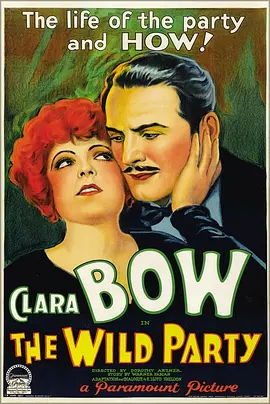 The life of the party
and HOW!
CLARA
BOW
IN
THE WILD PARTY
DIRECTED BY DOROTHY ARZNER
STORY BY WARNER FABIAN
a Paramount Picture